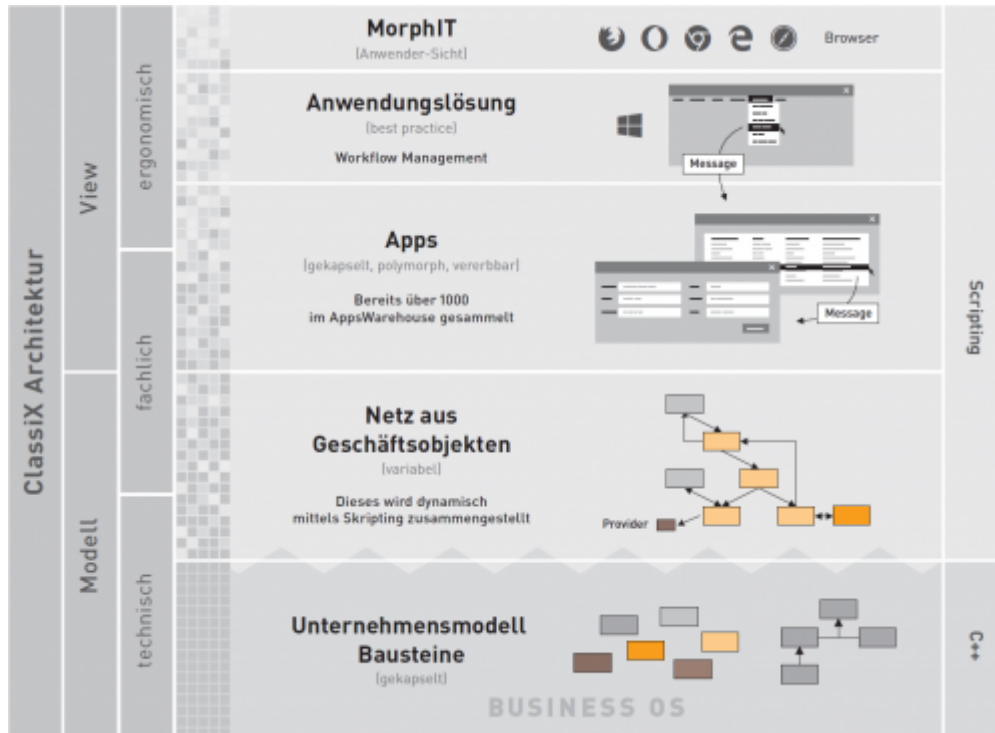 ClassiX Architektur
View
Modell
ergonomisch
fachlich
technisch
MorphIT
(Anwender-Sicht)
Browser
Anwendungslösung
(best practice)
Workflow Management
Message
Apps
(gekapselt, polymorph, vererbbar)
Bereits über 1000
im AppsWarehouse gesammelt
Message
Netz aus
Geschäftsobjekten
(variabel)
Dieses wird dynamisch
mittels Skripting zusammengestellt
Provider
Unternehmensmodell
Bausteine
(gekapselt)
BUSINESS OS
Scripting
C++